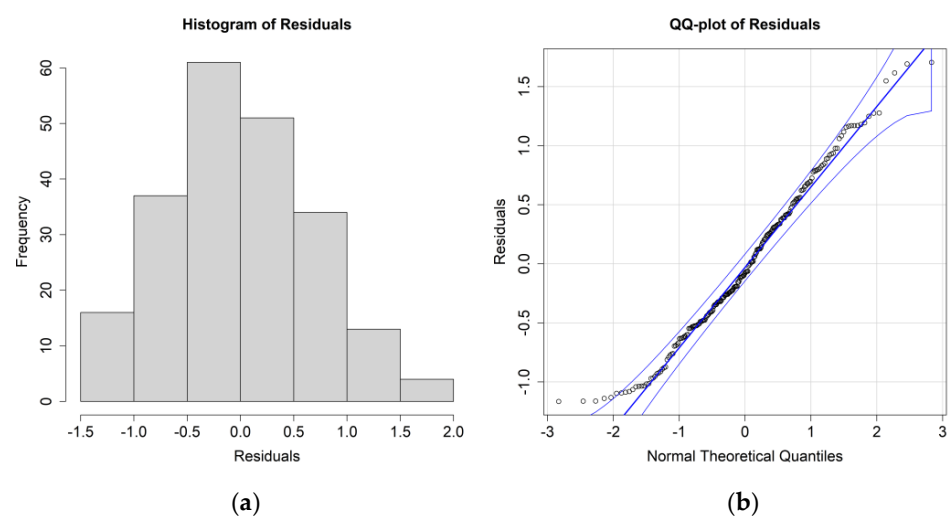 Histogram of Residuals
Frequency
0
10
20
30
40
50
60
-1.5 -1.0 -0.5 0.0 0.5 1.0 1.5 2.0
Residuals
(a)
QQ-plot of Residuals
Residuals
-1.0
-0.5
0.0
0.5
1.0
1.5
-3 -2 -1 0 1 2 3
Normal Theoretical Quantiles
(b)